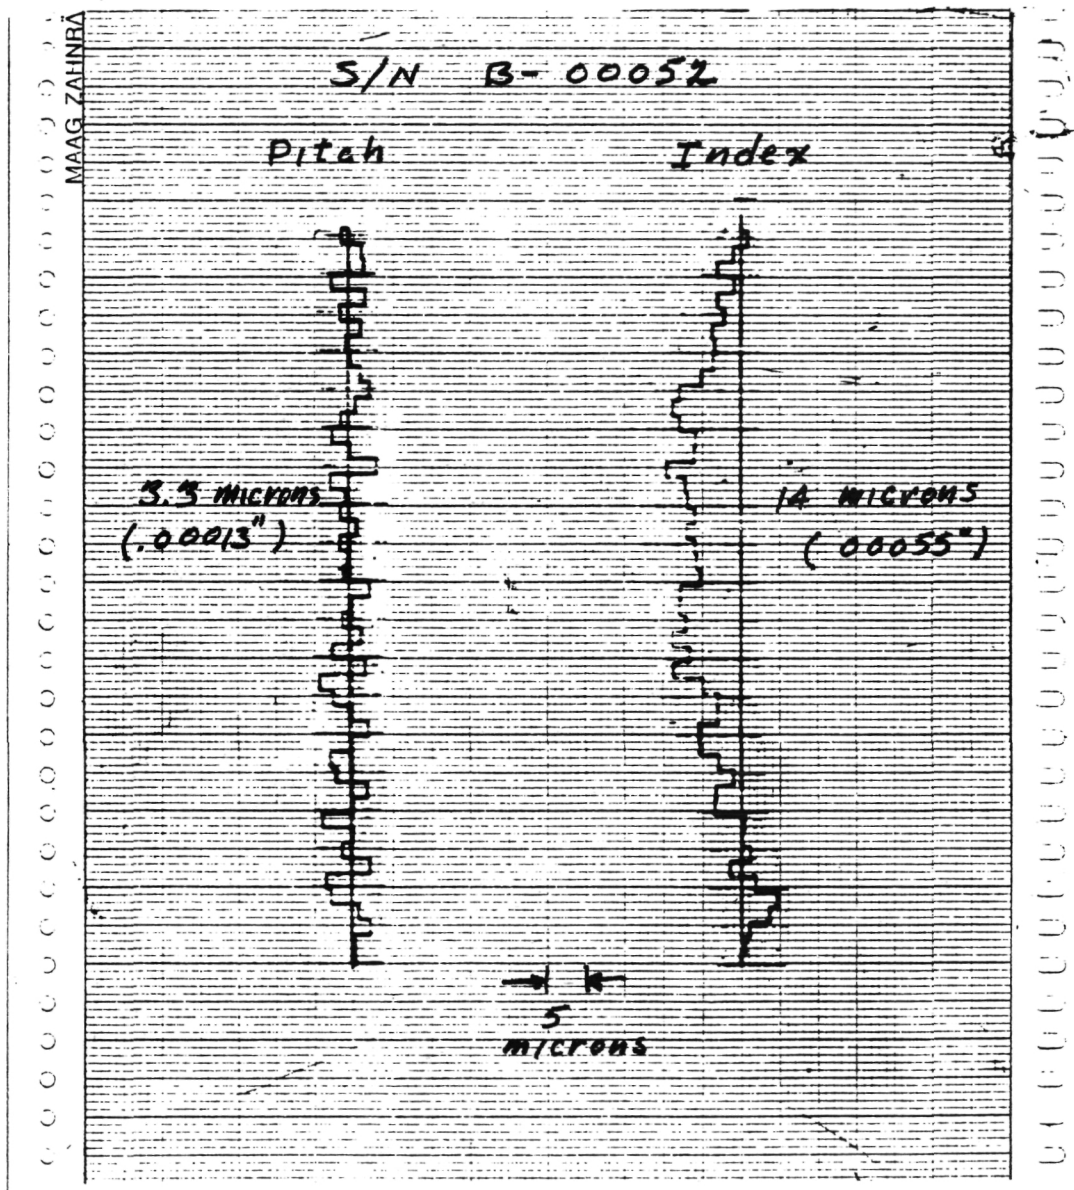 MAAG ZAHNRÄ
S/N B-00052
Pitch
Index
3.3 microns
(.00013")
14 microns
(.00055")
5
microns